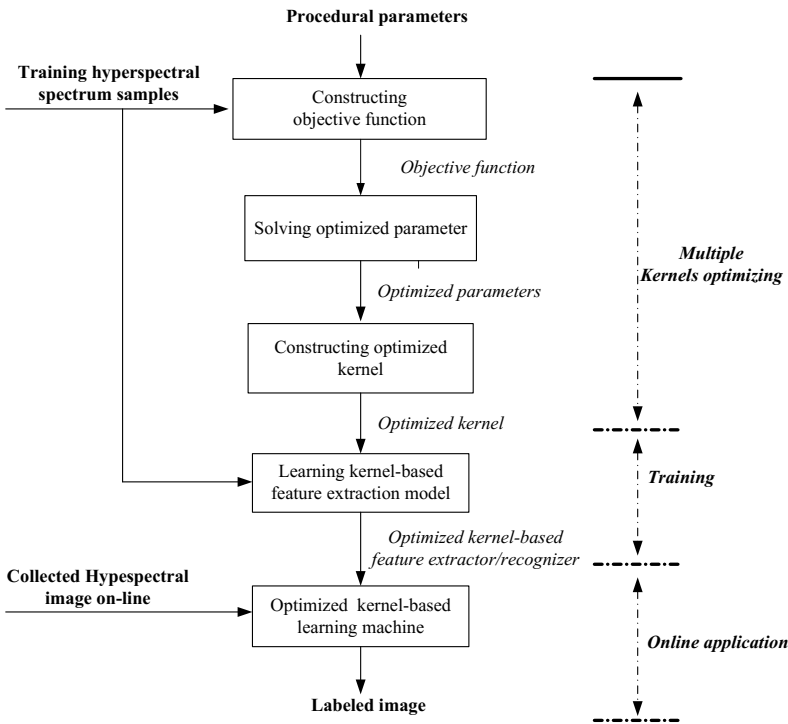 Procedural parameters
Training hyperspectral
spectrum samples
Constructing
objective function
Objective function
Solving optimized parameter
Multiple
Kernels optimizing
Optimized parameters
Constructing optimized
kernel
Optimized kernel
Learning kernel-based
feature extraction model
Training
Optimized kernel-based
feature extractor/recognizer
Collected Hypespectral
image on-line
Optimized kernel-based
learning machine
Online application
Labeled image